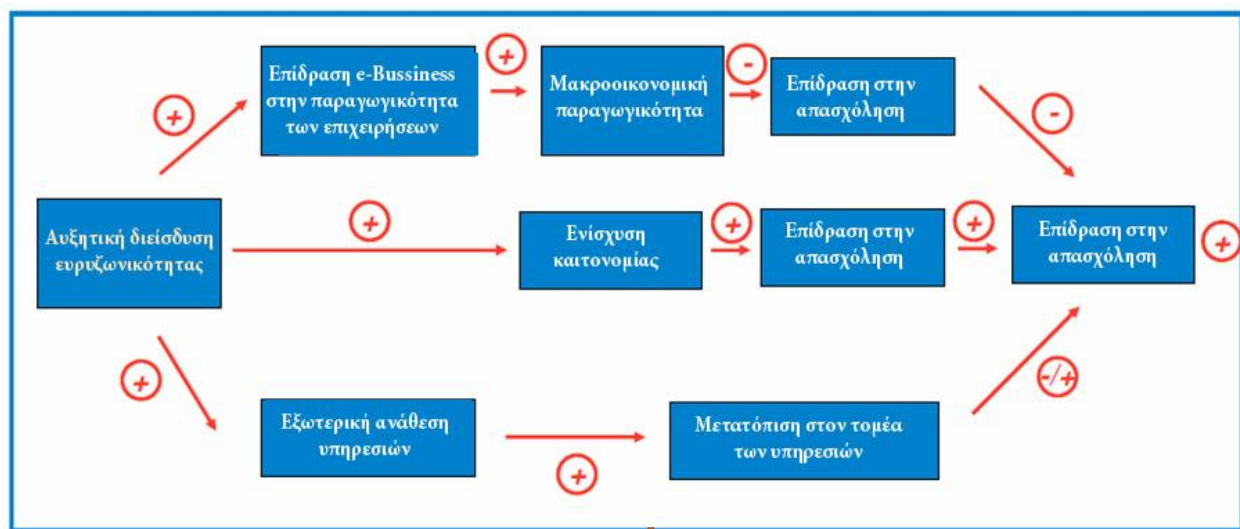 +
Επίδραση e-Bussiness
στην παραγωγικότητα
των επιχειρήσεων
+
Μακροοικονομική
παραγωγικότητα
-
Επίδραση στην
απασχόληση
-
Αυξητική διείσδυση
ευρυζωνικότητας
+
Ενίσχυση
καιτονομίας
+
Επίδραση στην
απασχόληση
+
Επίδραση στην
απασχόληση
+
+
Εξωτερική ανάθεση
υπηρεσιών
+
Μετατόπιση στον τομέα
των υπηρεσιών
-/+